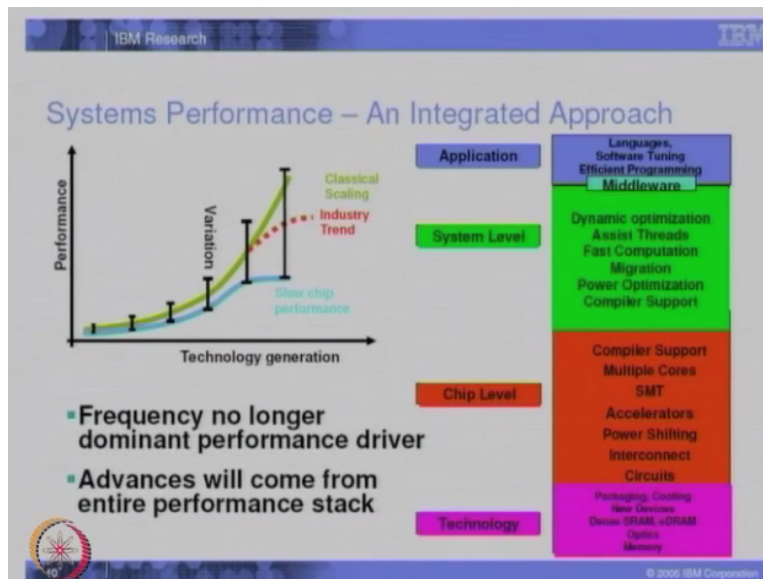 IBM Research
IBM
Systems Performance – An Integrated Approach
Performance
Variation
Classical
Scaling
Industry
Trend
Slow chip
performance
Technology generation
Frequency no longer
dominant performance driver
Advances will come from
entire performance stack
Application
Languages,
Software Tuning
Efficient Programming
Middleware
System Level
Dynamic optimization
Assist Threads
Fast Computation
Migration
Power Optimization
Compiler Support
Chip Level
Compiler Support
Multiple Cores
SMT
Accelerators
Power Shifting
Interconnect
Circuits
Technology
Packaging, Cooling
New Devices
Dense SRAM, eDRAM
Optics
Memory
10
© 2005 IBM Corporation